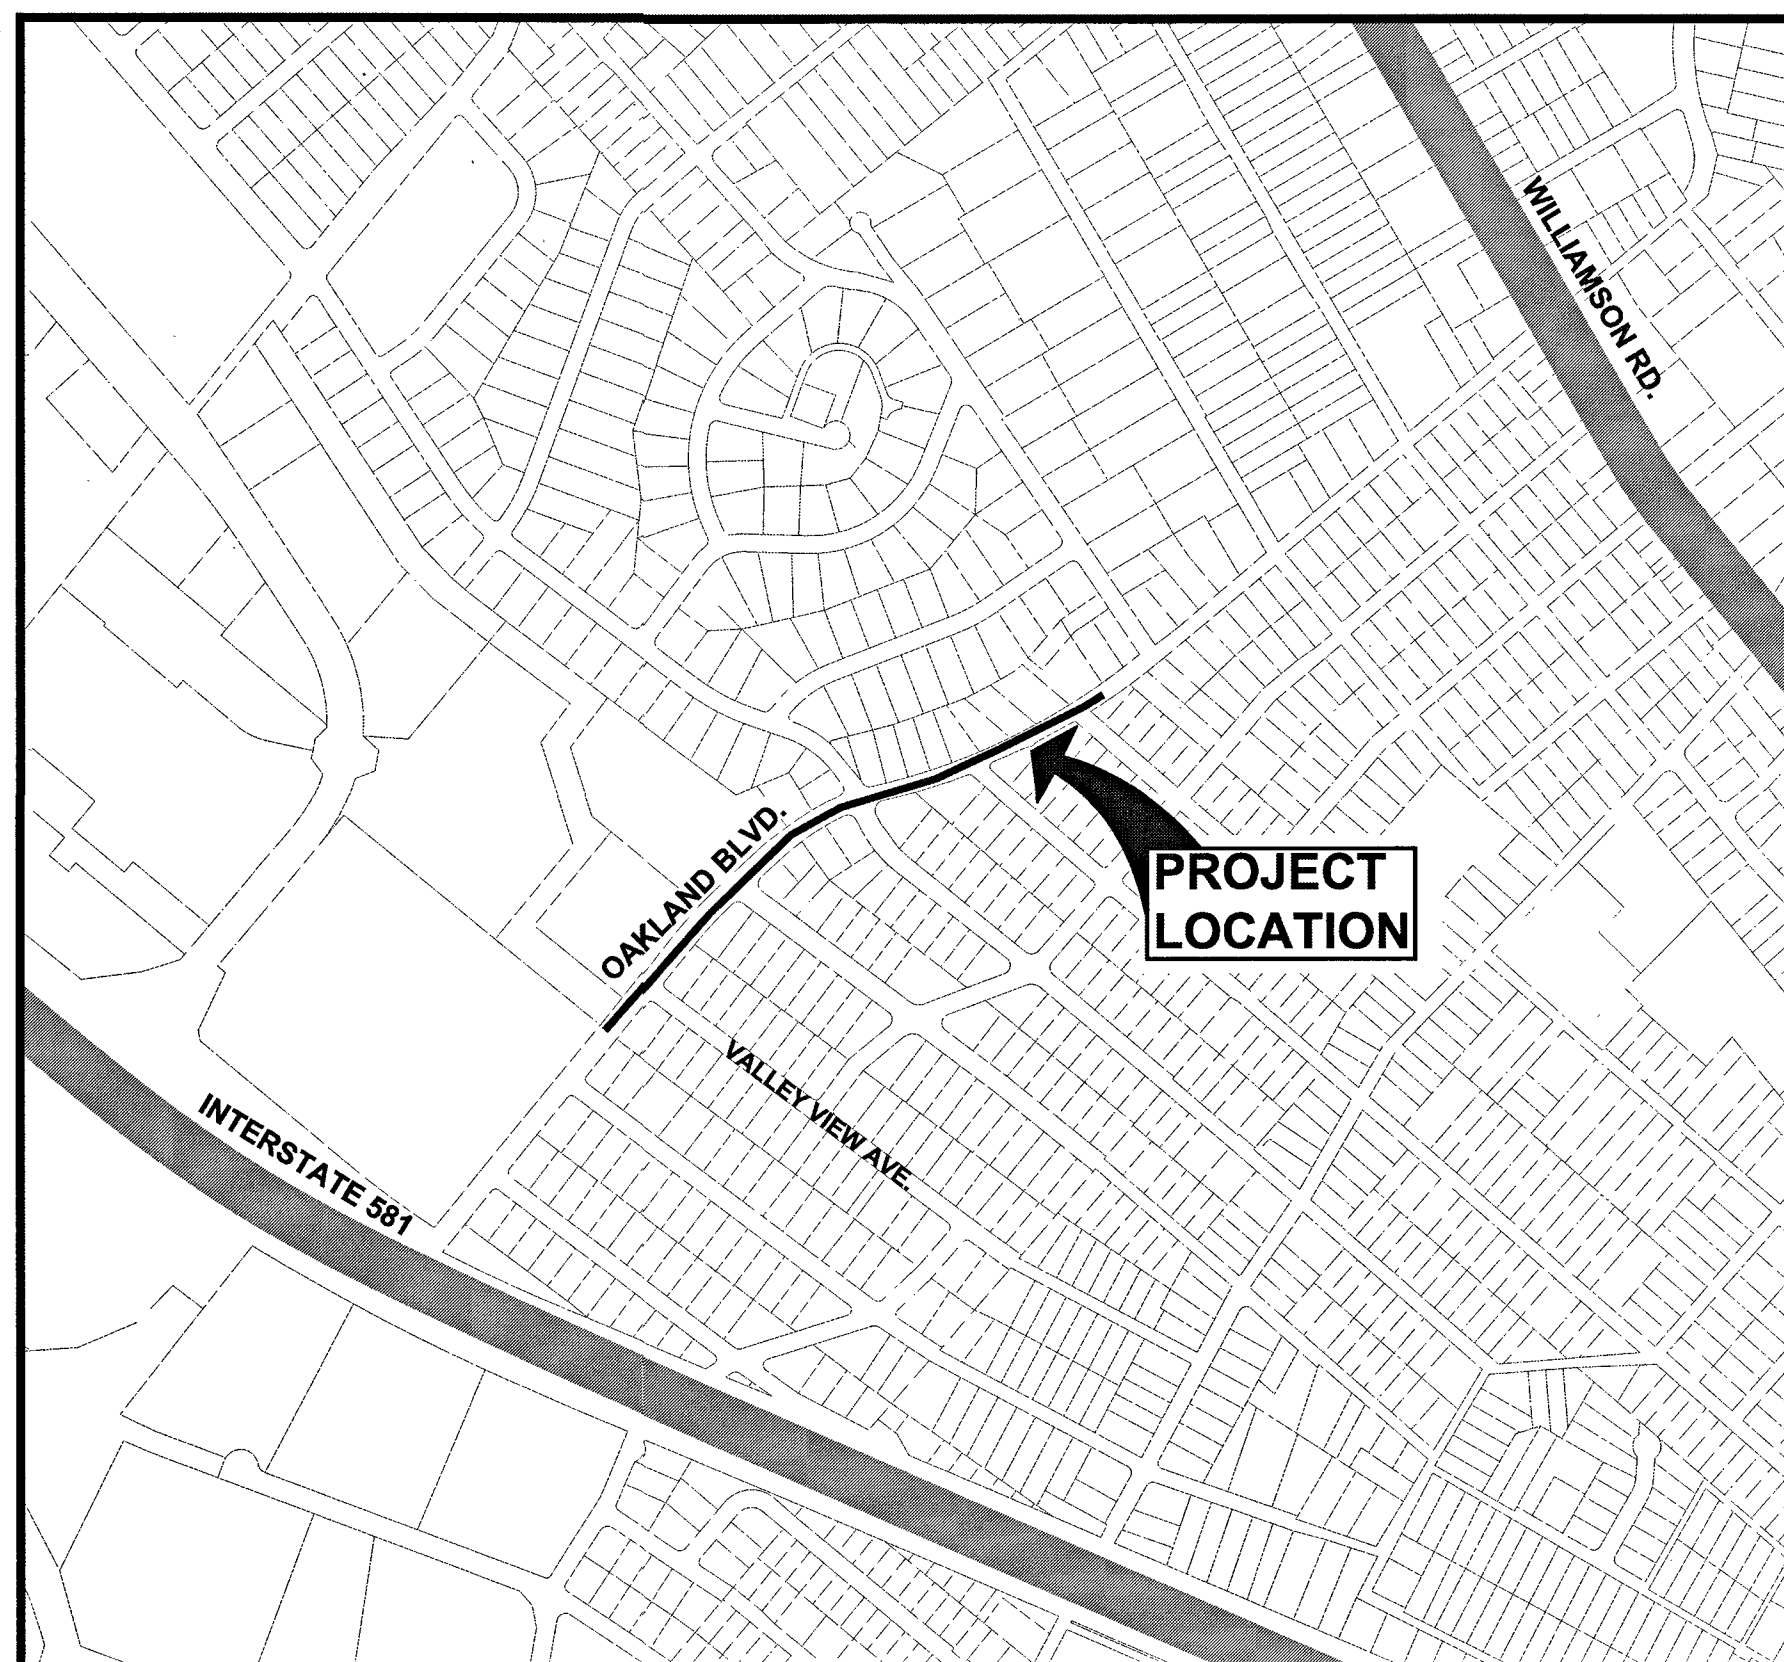 WILLIAMSON RD.
OAKLAND BLVD.
PROJECT
LOCATION
VALLEY VIEW AVE.
INTERSTATE 581